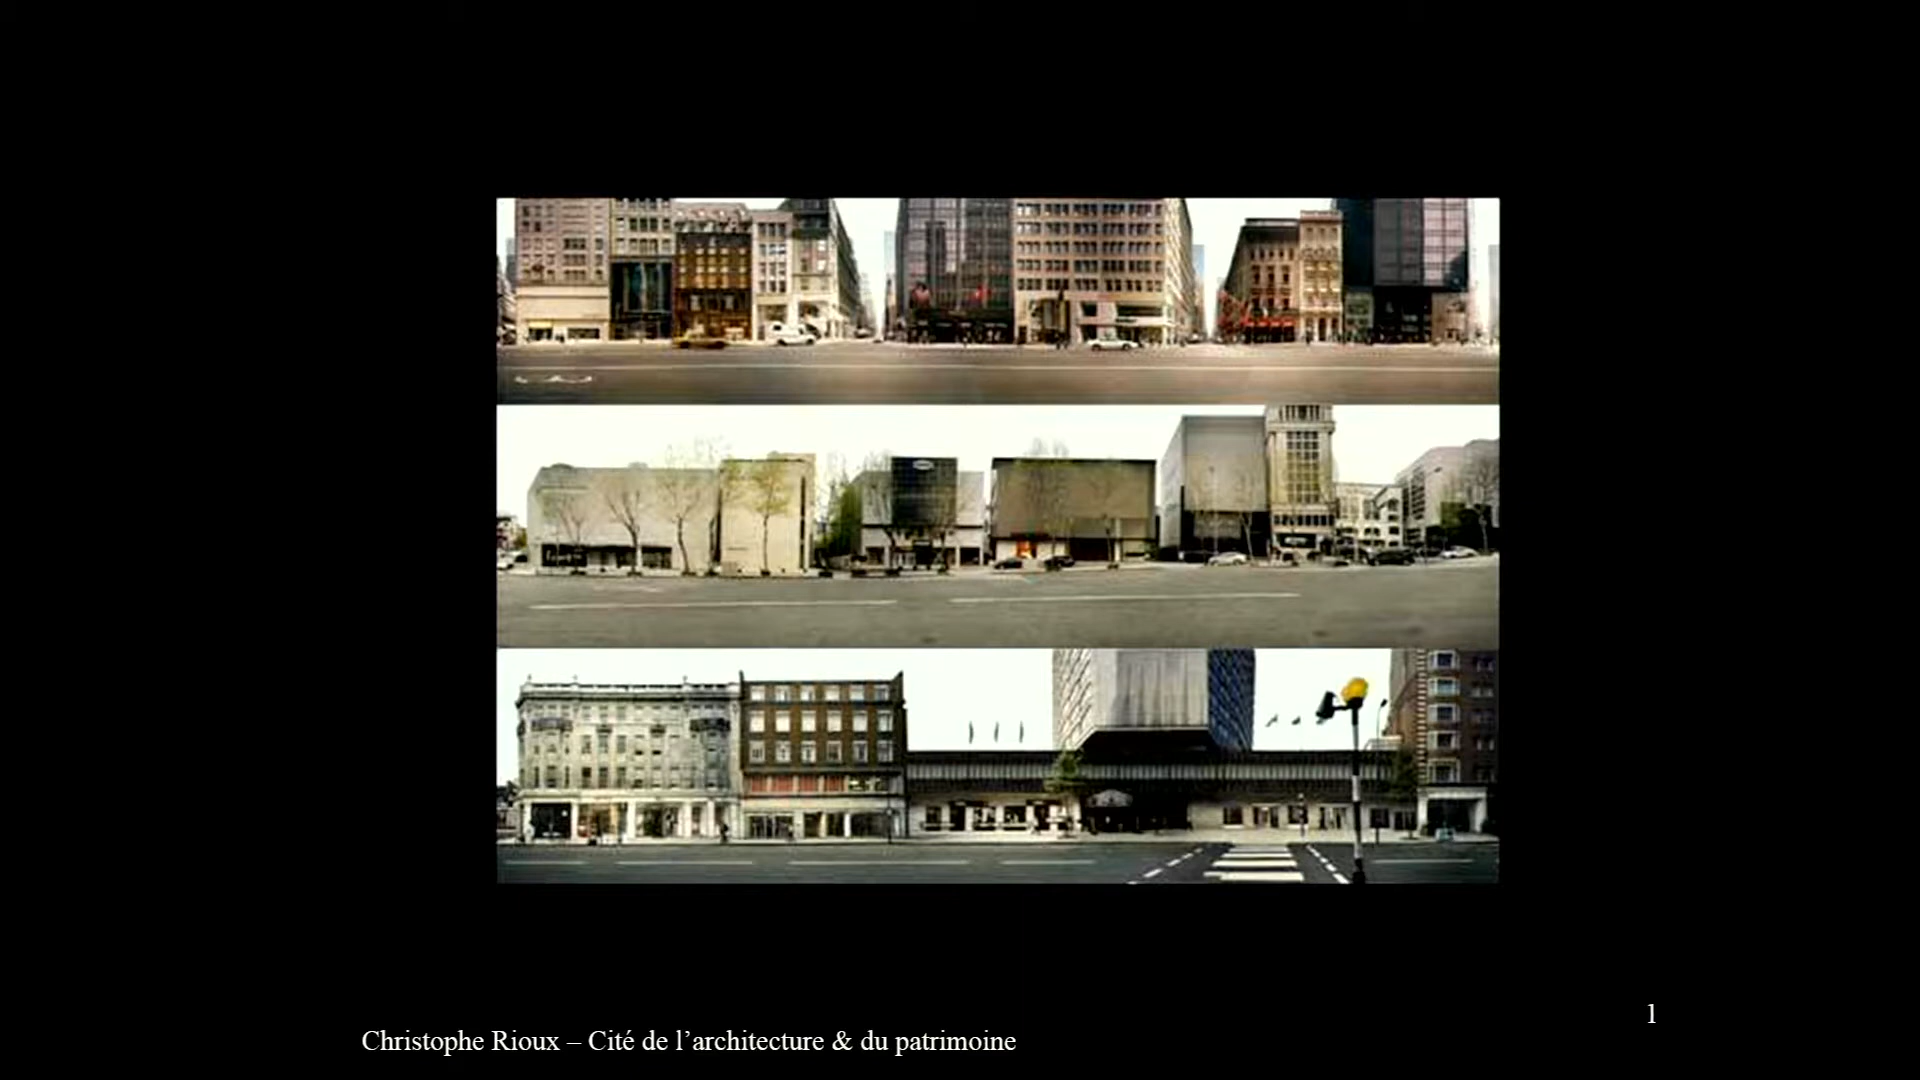 1
Christophe Rioux – Cité de l’architecture & du patrimoine